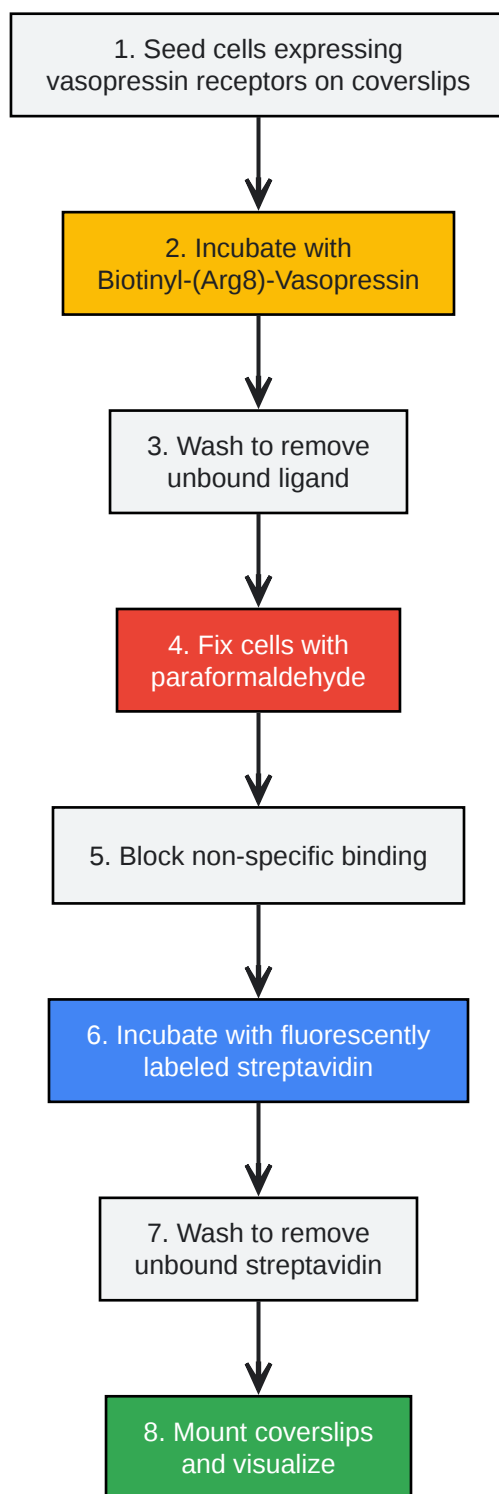 1. Seed cells expressing
vasopressin receptors on coverslips
2. Incubate with
Biotinyl-(Arg8)-Vasopressin
3. Wash to remove
unbound ligand
4. Fix cells with
paraformaldehyde
5. Block non-specific binding
6. Incubate with fluorescently
labeled streptavidin
7. Wash to remove
unbound streptavidin
8. Mount coverslips
and visualize